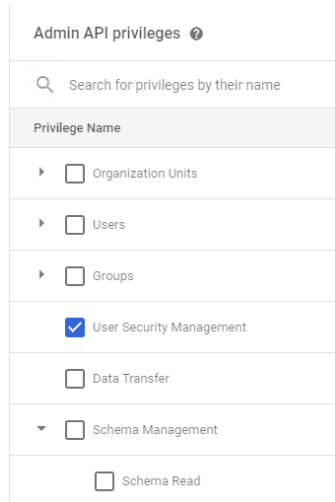 Admin API privileges
Search for privileges by their name
Privilege Name
Organization Units
Users
Groups
User Security Management
Data Transfer
Schema Management
Schema Read